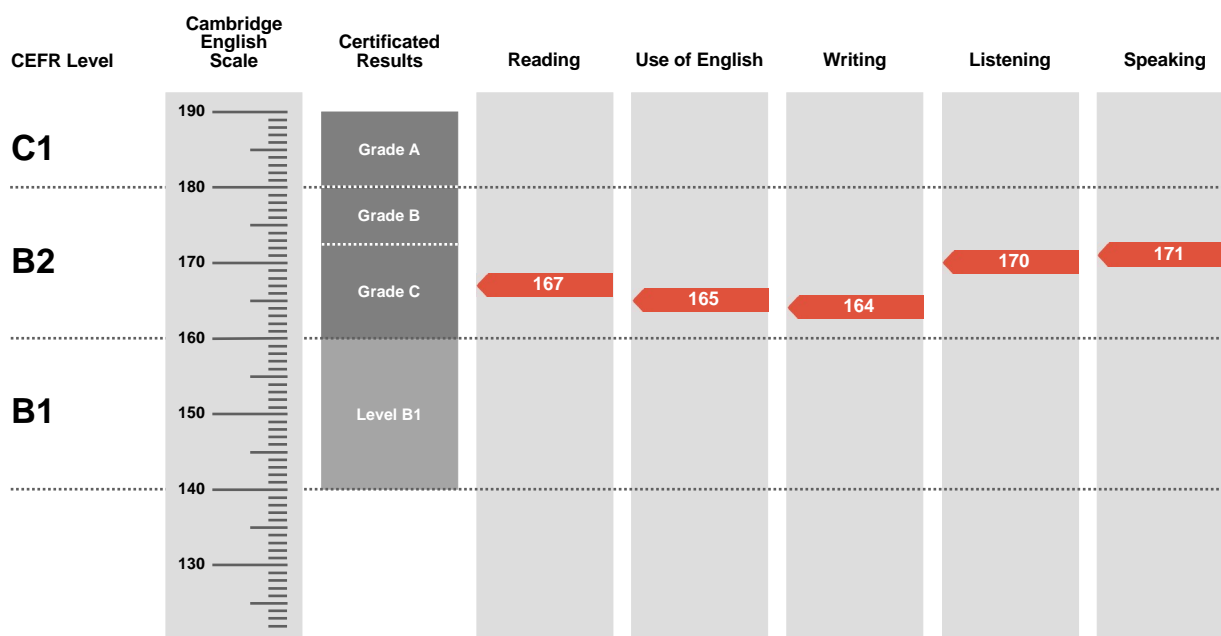 CEFR Level
Cambridge
English
Scale
Certificated
Results
Reading
Use of English
Writing
Listening
Speaking
190
C1
Grade A
180
Grade B
B2
170
170
171
Grade C
167
165
164
160
B1
150
Level B1
140
130